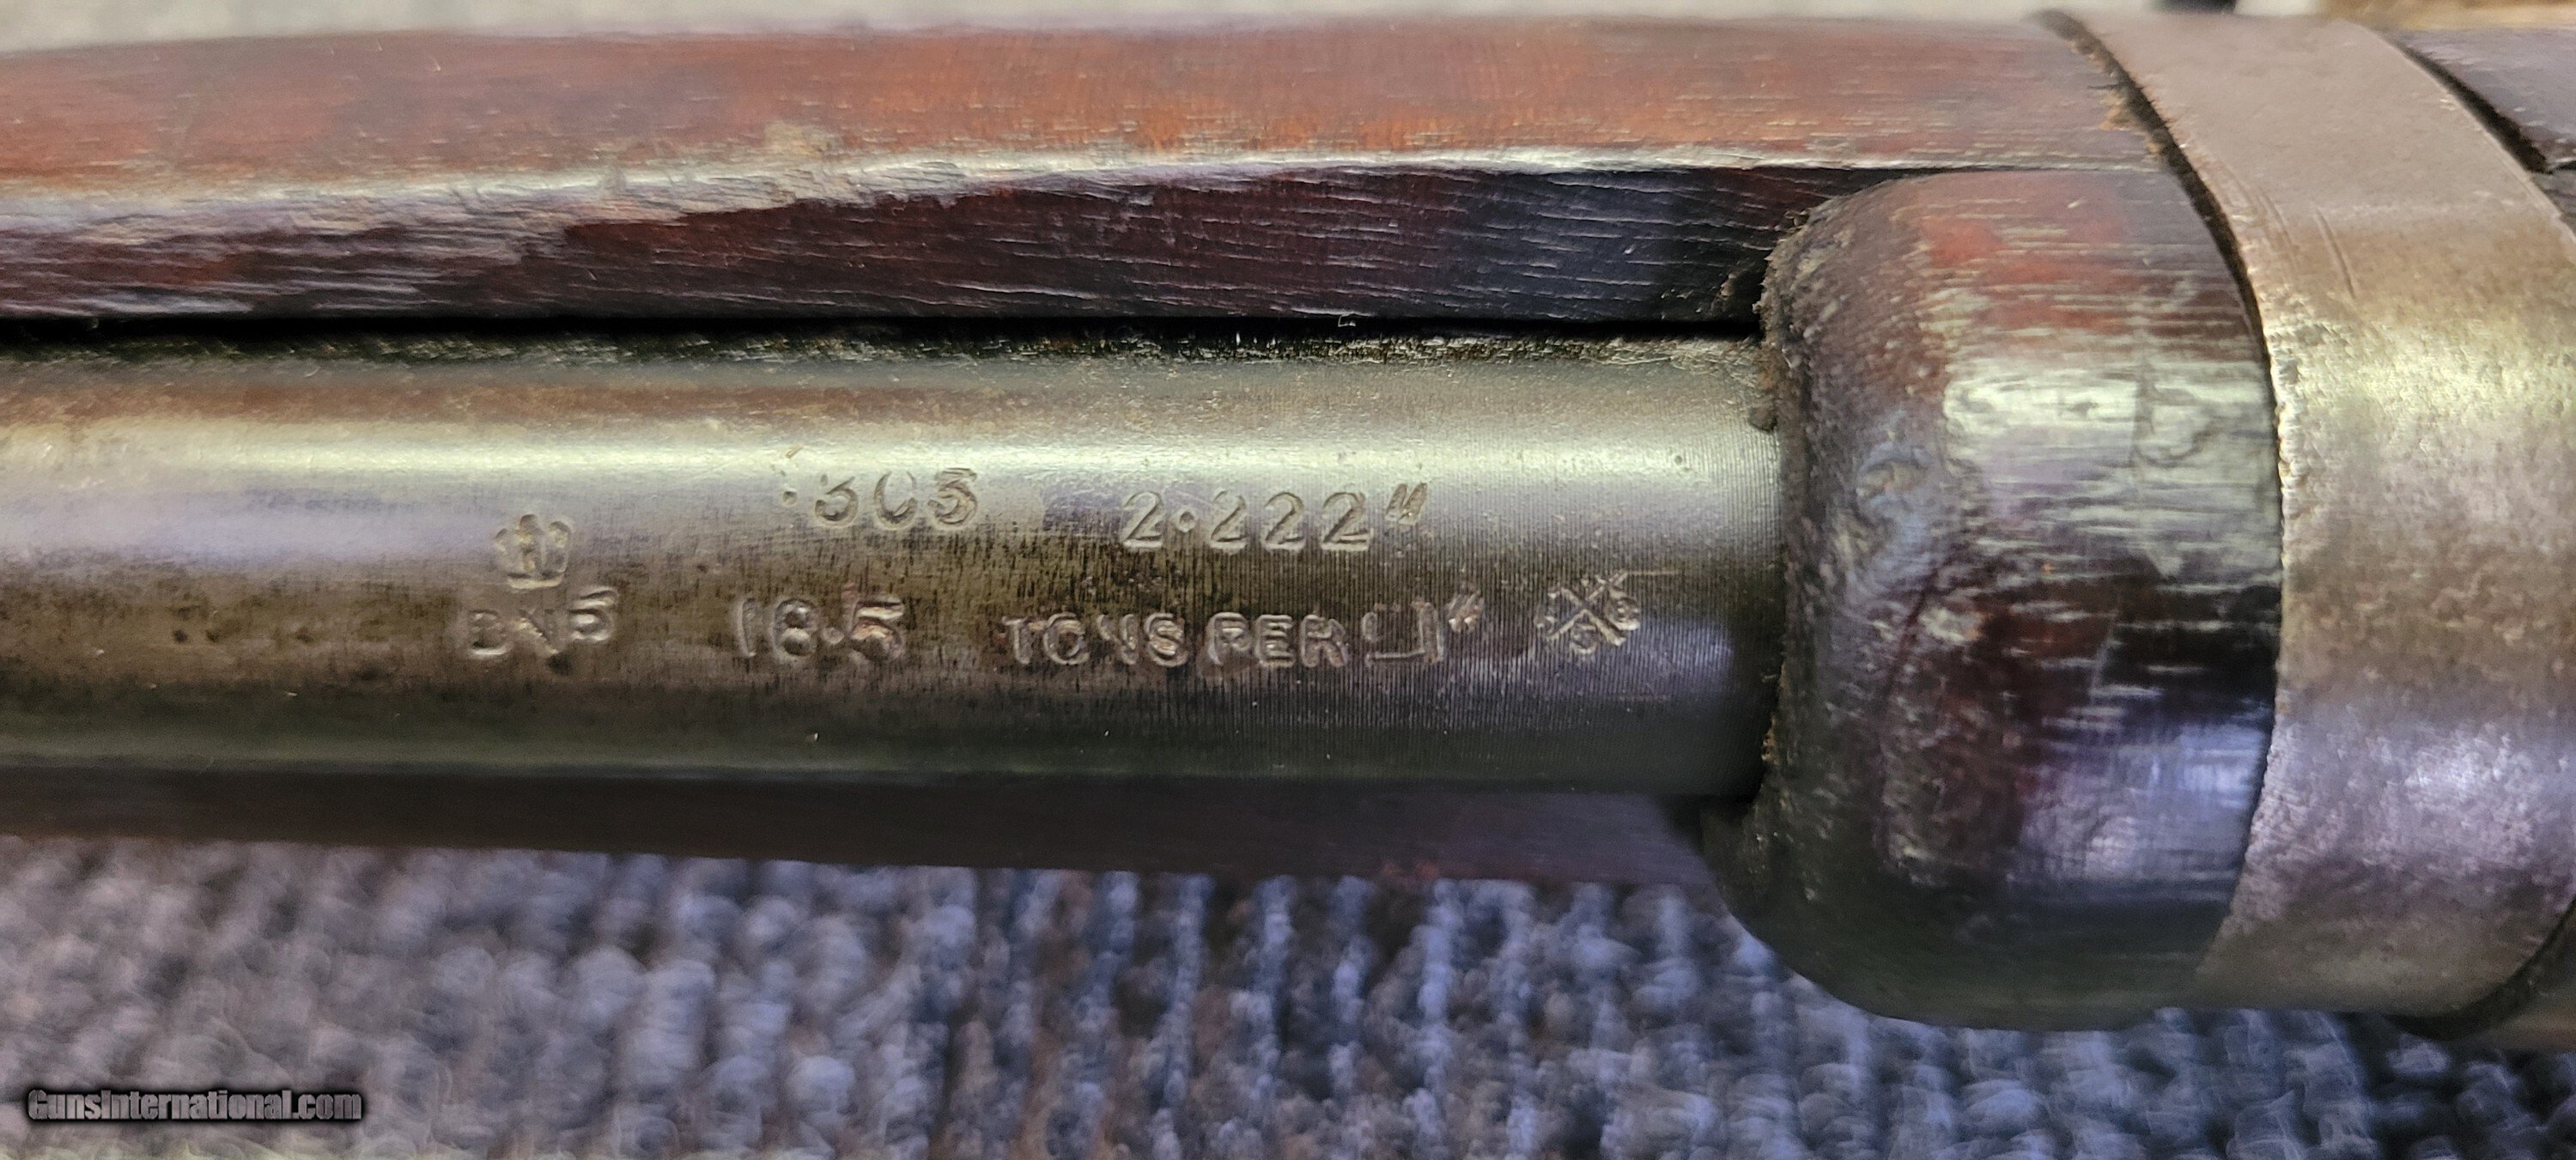 .303 2.222"
BNP 18.5 TONS PER □"
GunsInternational.com